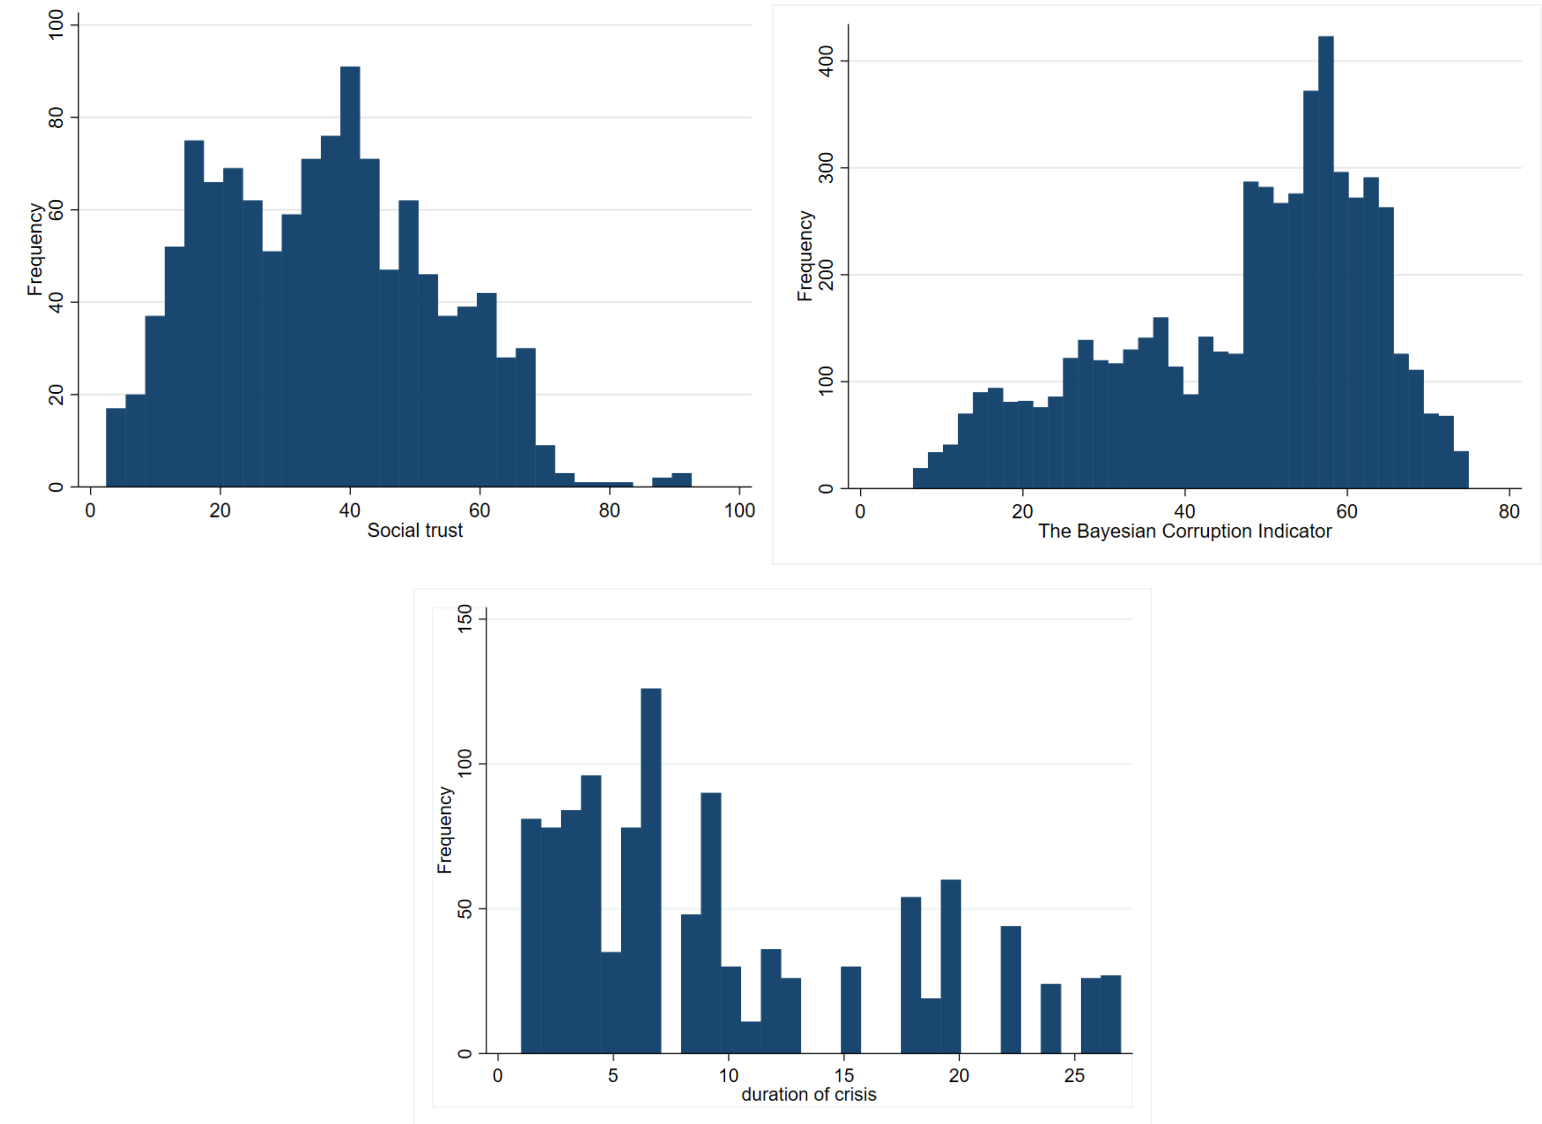 100
80
60
40
20
0
Frequency
0 20 40 60 80 100
Social trust
400
300
200
100
0
Frequency
0 20 40 60 80
The Bayesian Corruption Indicator
150
100
50
0
Frequency
0 5 10 15 20 25
duration of crisis